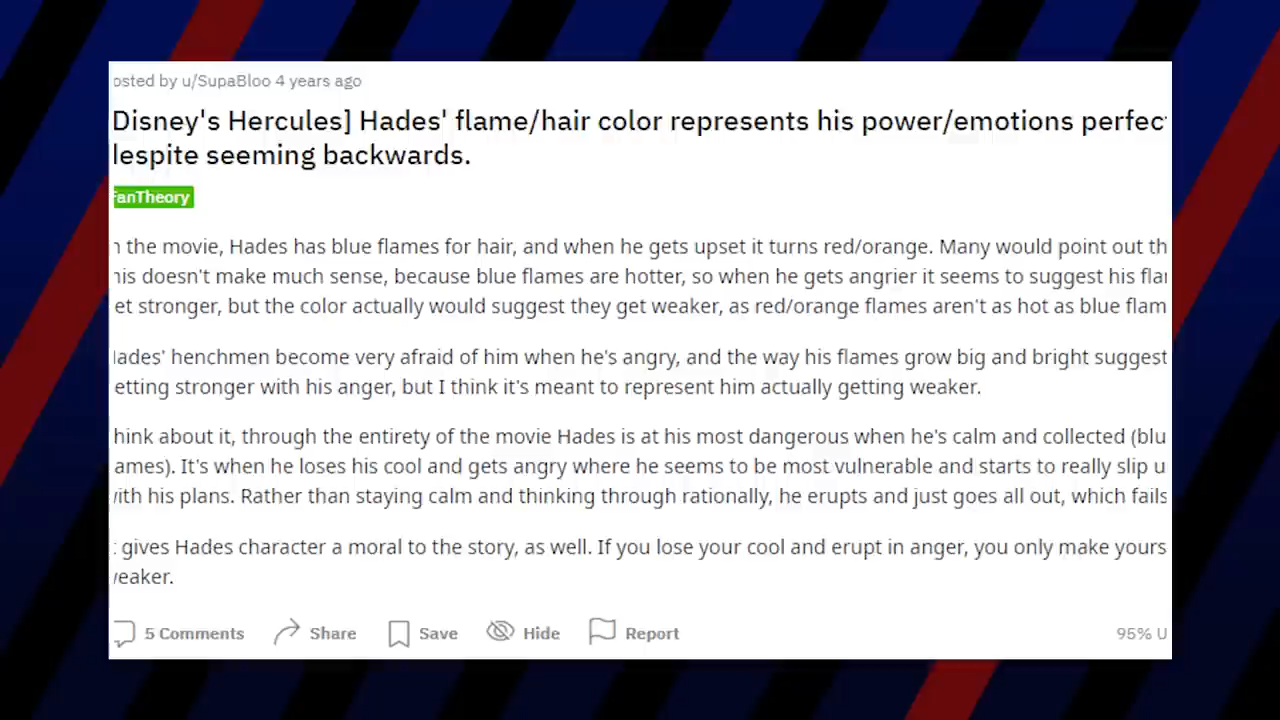 osted by u/SupaBloo 4 years ago
Disney's Hercules] Hades' flame/hair color represents his power/emotions perfec
despite seeming backwards.
FanTheory
n the movie, Hades has blue flames for hair, and when he gets upset it turns red/orange. Many would point out th
his doesn't make much sense, because blue flames are hotter, so when he gets angrier it seems to suggest his fla
et stronger, but the color actually would suggest they get weaker, as red/orange flames aren't as hot as blue flam
Hades' henchmen become very afraid of him when he's angry, and the way his flames grow big and bright suggest
etting stronger with his anger, but I think it's meant to represent him actually getting weaker.
hink about it, through the entirety of the movie Hades is at his most dangerous when he's calm and collected (blu
ames). It's when he loses his cool and gets angry where he seems to be most vulnerable and starts to really slip u
with his plans. Rather than staying calm and thinking through rationally, he erupts and just goes all out, which fails
t gives Hades character a moral to the story, as well. If you lose your cool and erupt in anger, you only make yours
weaker.
5 Comments Share Save Hide Report 95% U